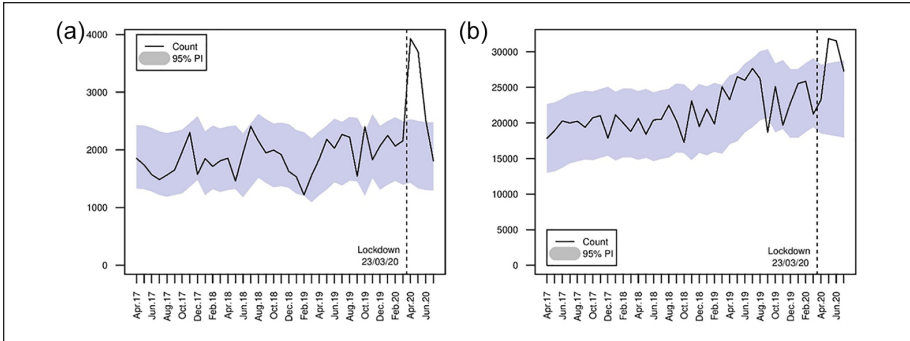 (a)
4000
3000
2000
1000
0
Count
95% PI
Lockdown
23/03/20
Apr.17
Jun.17
Aug.17
Oct.17
Dec.17
Feb.18
Apr.18
Jun.18
Aug.18
Oct.18
Dec.18
Feb.19
Apr.19
Jun.19
Aug.19
Oct.19
Dec.19
Feb.20
Apr.20
Jun.20
(b)
30000
25000
20000
15000
10000
5000
0
Count
95% PI
Lockdown
23/03/20
Apr.17
Jun.17
Aug.17
Oct.17
Dec.17
Feb.18
Apr.18
Jun.18
Aug.18
Oct.18
Dec.18
Feb.19
Apr.19
Jun.19
Aug.19
Oct.19
Dec.19
Feb.20
Apr.20
Jun.20